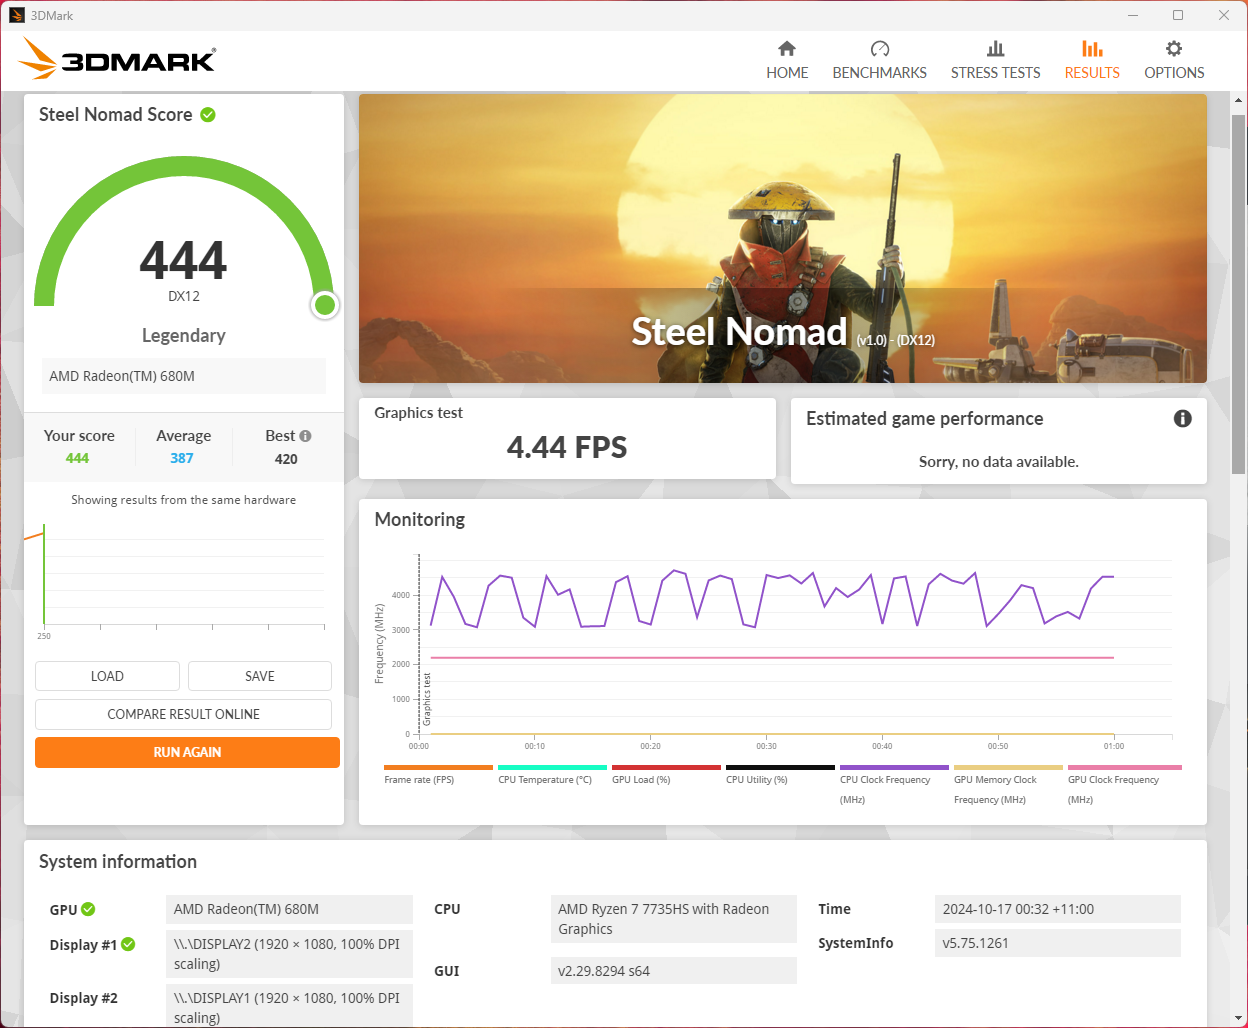 3DMark
3DMARK®
HOME
BENCHMARKS
STRESS TESTS
RESULTS
OPTIONS
Steel Nomad Score
444
DX12
Legendary
AMD Radeon(TM) 680M
Your score
444
Average
387
Best
420
Showing results from the same hardware
250
LOAD
SAVE
COMPARE RESULT ONLINE
RUN AGAIN
Steel Nomad (v1.0) - (DX12)
Graphics test
4.44 FPS
Estimated game performance
Sorry, no data available.
Monitoring
Frequency (MHz)
4000
3000
2000
1000
0
Graphics test
00:00
00:10
00:20
00:30
00:40
00:50
01:00
Frame rate (FPS)
CPU Temperature (°C)
GPU Load (%)
CPU Utility (%)
CPU Clock Frequency
(MHz)
GPU Memory Clock
Frequency (MHz)
GPU Clock Frequency
(MHz)
System information
GPU
AMD Radeon(TM) 680M
Display #1
\\.\DISPLAY2 (1920 × 1080, 100% DPI
scaling)
Display #2
\\.\DISPLAY1 (1920 × 1080, 100% DPI
scaling)
CPU
AMD Ryzen 7 7735HS with Radeon
Graphics
GUI
v2.29.8294 s64
Time
2024-10-17 00:32 +11:00
SystemInfo
v5.75.1261